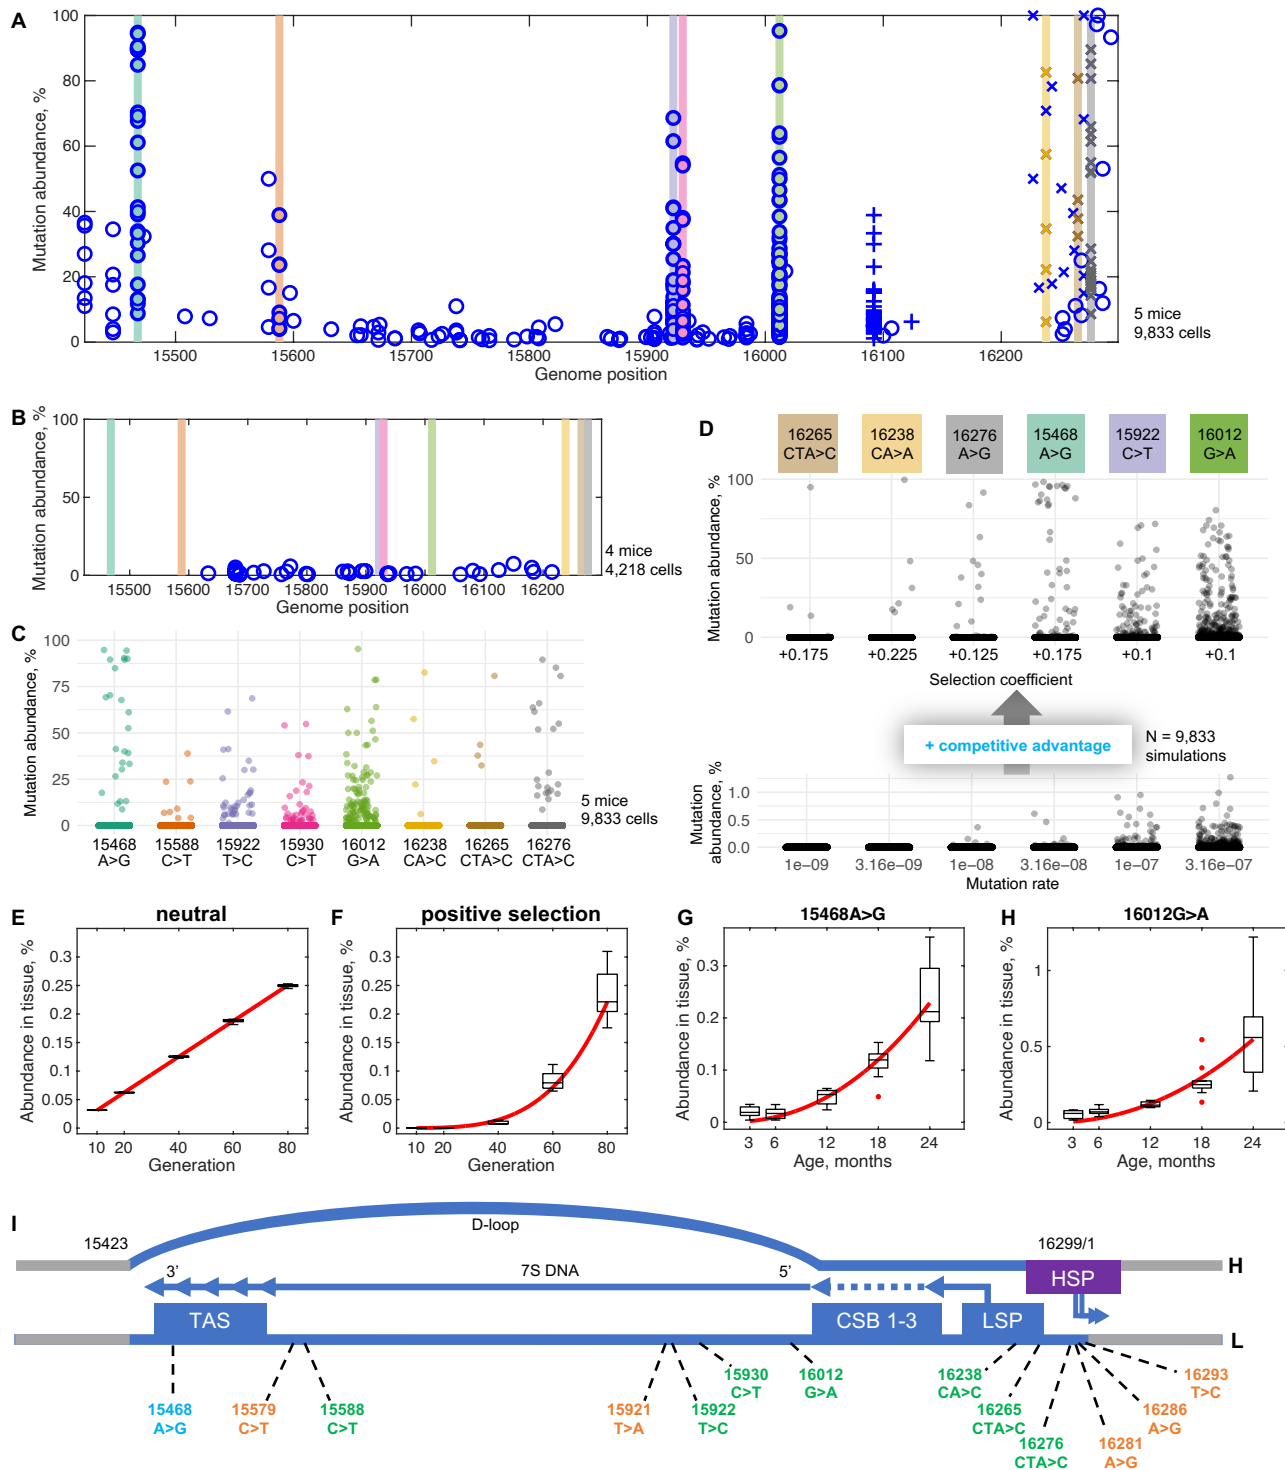 A
Mutation abundance, %
100
80
60
40
20
0
15500
15600
15700
15800
15900
16000
16100
16200
Genome position
5 mice
9,833 cells
B
Mutation abundance, %
100
50
0
15500
15600
15700
15800
15900
16000
16100
16200
Genome position
4 mice
4,218 cells
C
Mutation abundance, %
100
75
50
25
0
15468
A>G
15588
C>T
15922
T>C
15930
C>T
16012
G>A
16238
CA>C
16265
CTA>C
16276
CTA>C
5 mice
9,833 cells
D
16265
CTA>C
16238
CA>A
16276
A>G
15468
A>G
15922
C>T
16012
G>A
Mutation abundance, %
100
50
0
+0.175
+0.225
+0.125
+0.175
+0.1
+0.1
Selection coefficient
+ competitive advantage
N = 9,833
simulations
Mutation
abundance, %
1.0
0.5
0.0
1e−09
3.16e−09
1e−08
3.16e−08
1e−07
3.16e−07
Mutation rate
E
neutral
Abundance in tissue, %
0.3
0.25
0.2
0.15
0.1
0.05
0
10 20 40 60 80
Generation
F
positive selection
Abundance in tissue, %
0.3
0.25
0.2
0.15
0.1
0.05
0
10 20 40 60 80
Generation
G
15468A>G
Abundance in tissue, %
0.3
0.2
0.1
0
3 6 12 18 24
Age, months
H
16012G>A
Abundance in tissue, %
1
0.5
0
3 6 12 18 24
Age, months
I
15423
D-loop
16299/1
H
3’
7S DNA
5’
HSP
TAS
CSB 1-3
LSP
L
15468
A>G
15579
C>T
15588
C>T
15921
T>A
15922
T>C
15930
C>T
16012
G>A
16238
CA>C
16265
CTA>C
16276
CTA>C
16281
A>G
16286
A>G
16293
T>C